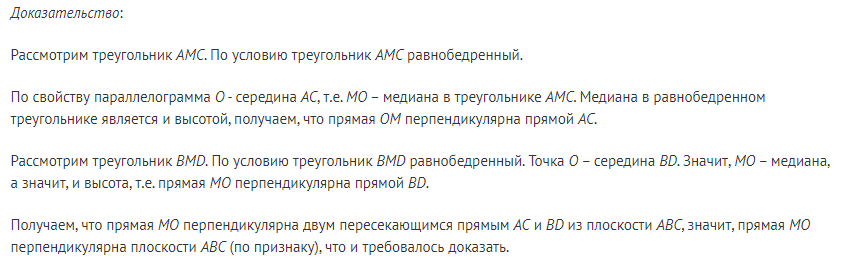 Доказательство:
Рассмотрим треугольник AMC. По условию треугольник AMC равнобедренный.
По свойству параллелограмма O - середина AC, т.е. MO – медиана в треугольнике AMC. Медиана в равнобедренном
треугольнике является и высотой, получаем, что прямая OM перпендикулярна прямой AC.
Рассмотрим треугольник BMD. По условию треугольник BMD равнобедренный. Точка O – середина BD. Значит, MO – медиана,
а значит, и высота, т.е. прямая MO перпендикулярна прямой BD.
Получаем, что прямая MO перпендикулярна двум пересекающимся прямым AC и BD из плоскости ABC, значит, прямая MO
перпендикулярна плоскости ABC (по признаку), что и требовалось доказать.